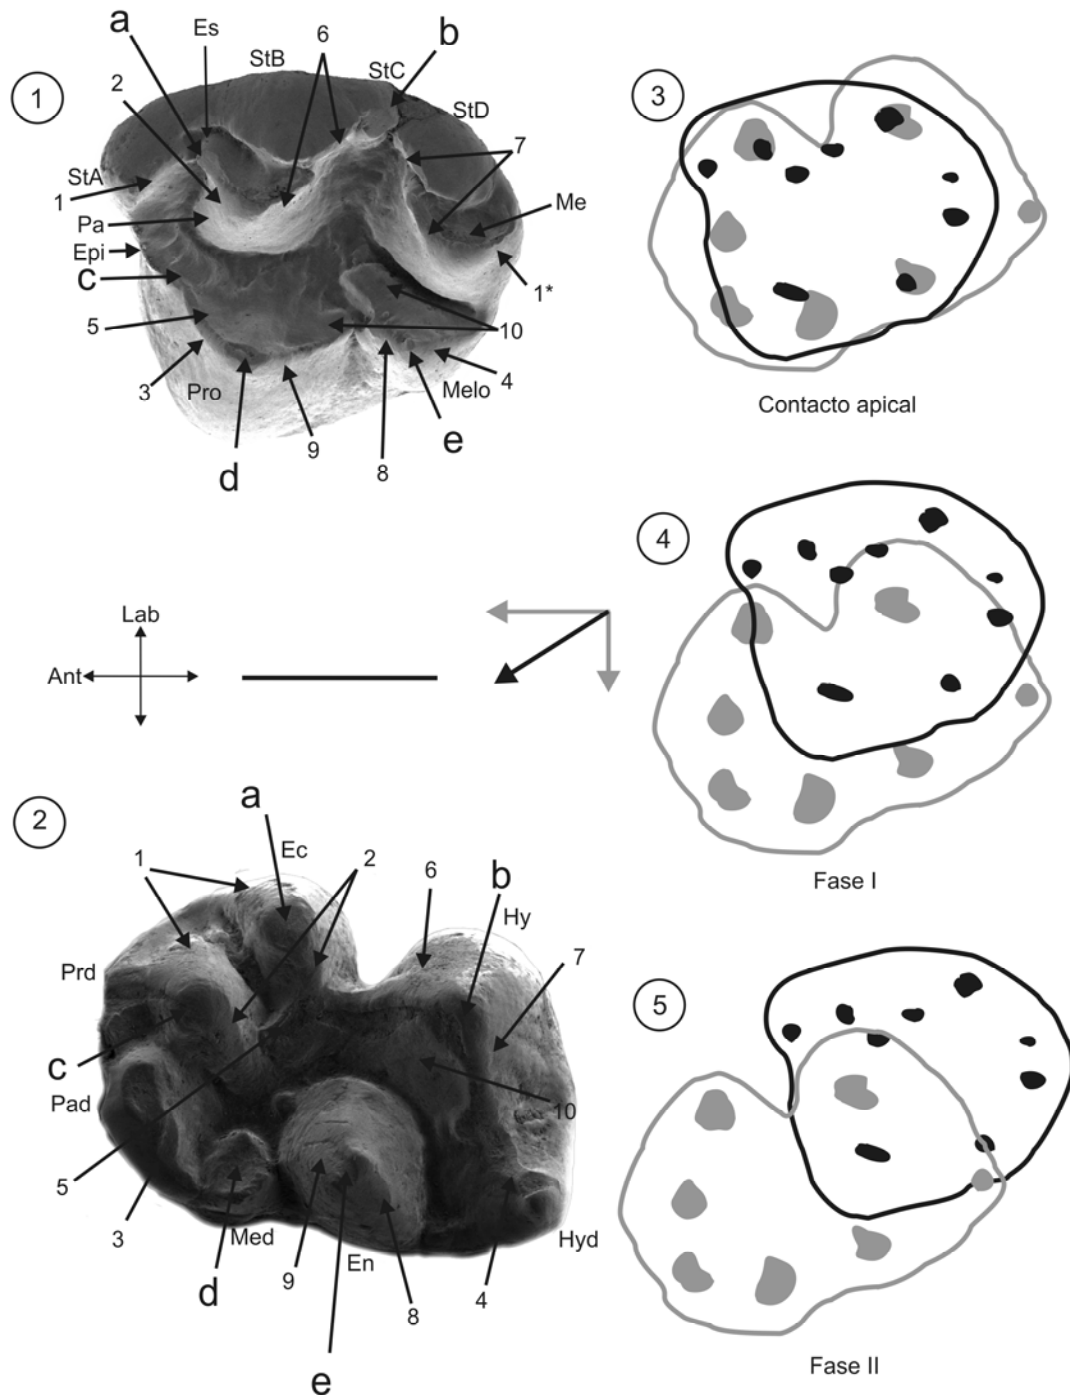 1
a
Es
StB
6
b
StC
StD
2
7
StA
1
Pa
Me
Epi
c
1*
5
10
3
Pro
d
9
8
e
Melo
4
3
Contacto apical
Lab
Ant
4
Fase I
2
a
Ec
1
2
6
b
Hy
7
Prd
c
Pad
10
5
3
Med
d
9
En
8
e
4
Hyd
5
Fase II